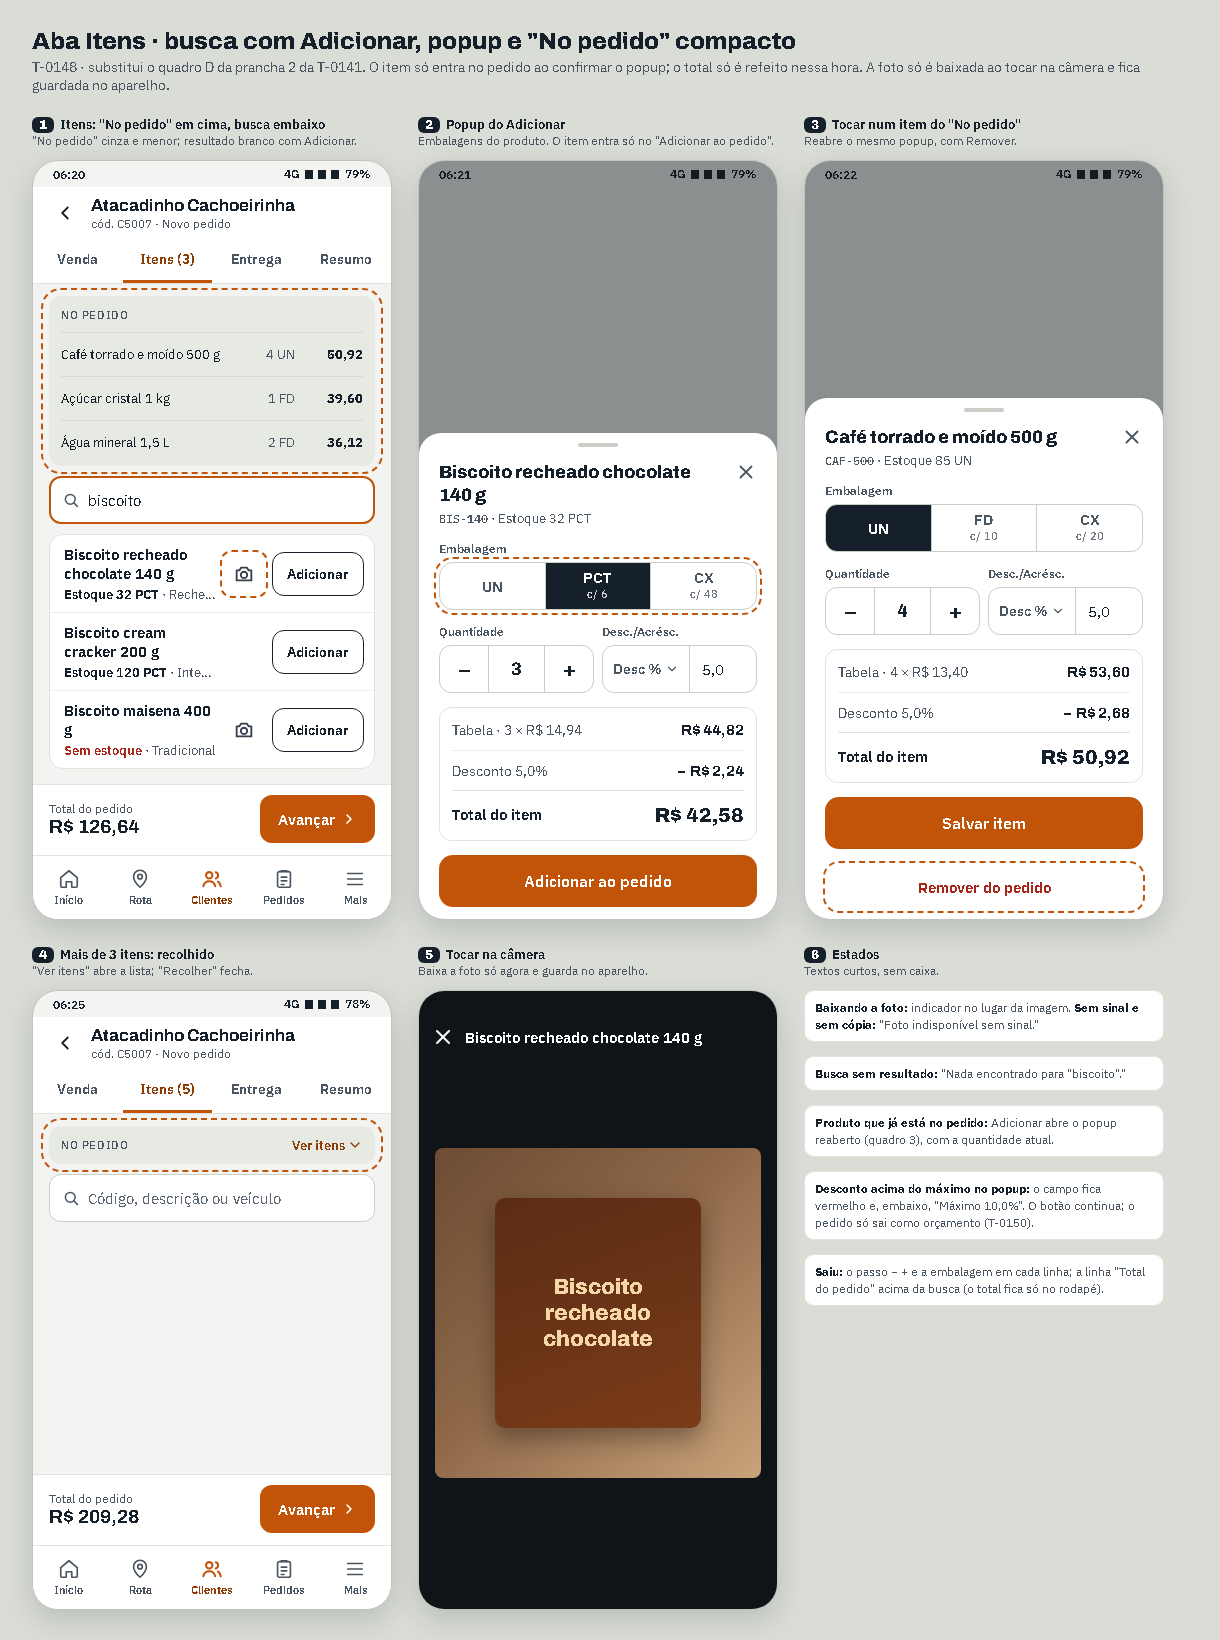 Aba Itens · busca com Adicionar, popup e "No pedido" compacto
T-0148 · substitui o quadro D da prancha 2 da T-0141. O item só entra no pedido ao confirmar o popup; o total só é refeito nessa hora. A foto só é baixada ao tocar na câmera e fica
guardada no aparelho.
1 Itens: "No pedido" em cima, busca embaixo
"No pedido" cinza e menor; resultado branco com Adicionar.
06:20 4G 79%
Atacadinho Cachoeirinha
cód. C5007 · Novo pedido
Venda Itens (3) Entrega Resumo
NO PEDIDO
Café torrado e moído 500 g 4 UN 50,92
Açúcar cristal 1 kg 1 FD 39,60
Água mineral 1,5 L 2 FD 36,12
biscoito
Biscoito recheado
chocolate 140 g
Estoque 32 PCT · Reche...
Adicionar
Biscoito cream
cracker 200 g
Estoque 120 PCT · Inte...
Adicionar
Biscoito maisena 400
g
Sem estoque · Tradicional
Adicionar
Total do pedido
R$ 126,64
Avançar
Início Rota Clientes Pedidos Mais
2 Popup do Adicionar
Embalagens do produto. O item entra só no "Adicionar ao pedido".
06:21 4G 79%
Biscoito recheado chocolate
140 g
BIS-140 · Estoque 32 PCT
Embalagem
UN PCT CX
c/ 6 c/ 48
Quantidade Desc./Acrésc.
– 3 + Desc % 5,0
Tabela · 3 × R$ 14,94 R$ 44,82
Desconto 5,0% – R$ 2,24
Total do item R$ 42,58
Adicionar ao pedido
3 Tocar num item do "No pedido"
Reabre o mesmo popup, com Remover.
06:22 4G 79%
Café torrado e moído 500 g
CAF-500 · Estoque 85 UN
Embalagem
UN FD CX
c/ 10 c/ 20
Quantidade Desc./Acrésc.
– 4 + Desc % 5,0
Tabela · 4 × R$ 13,40 R$ 53,60
Desconto 5,0% – R$ 2,68
Total do item R$ 50,92
Salvar item
Remover do pedido
4 Mais de 3 itens: recolhido
"Ver itens" abre a lista; "Recolher" fecha.
06:25 4G 78%
Atacadinho Cachoeirinha
cód. C5007 · Novo pedido
Venda Itens (5) Entrega Resumo
NO PEDIDO Ver itens
Código, descrição ou veículo
Total do pedido
R$ 209,28
Avançar
Início Rota Clientes Pedidos Mais
5 Tocar na câmera
Baixa a foto só agora e guarda no aparelho.
Biscoito recheado chocolate 140 g
Biscoito
recheado
chocolate
6 Estados
Textos curtos, sem caixa.
Baixando a foto: indicador no lugar da imagem. Sem sinal e
sem cópia: "Foto indisponível sem sinal."
Busca sem resultado: "Nada encontrado para "biscoito"."
Produto que já está no pedido: Adicionar abre o popup
reaberto (quadro 3), com a quantidade atual.
Desconto acima do máximo no popup: o campo fica
vermelho e, embaixo, "Máximo 10,0%". O botão continua; o
pedido só sai como orçamento (T-0150).
Saiu: o passo – + e a embalagem em cada linha; a linha "Total
do pedido" acima da busca (o total fica só no rodapé).